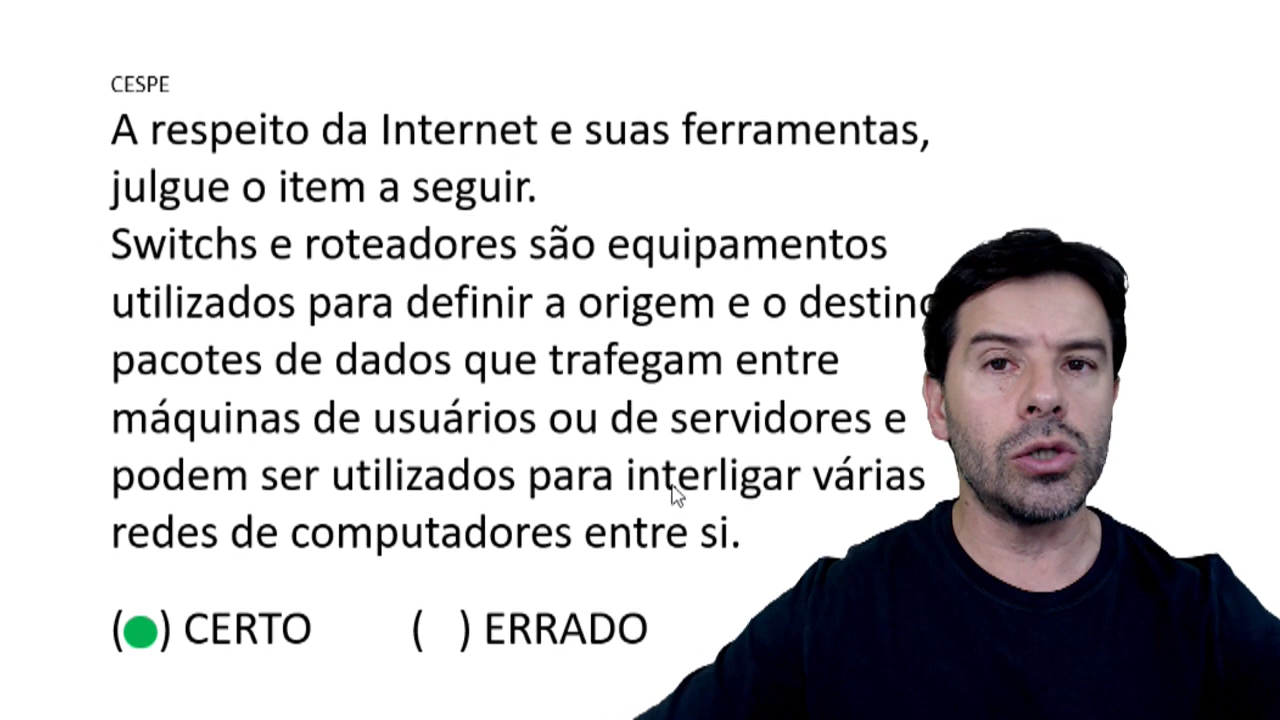 CESPE
A respeito da Internet e suas ferramentas,
julgue o item a seguir.
Switchs e roteadores são equipamentos
utilizados para definir a origem e o destino
pacotes de dados que trafegam entre
máquinas de usuários ou de servidores e
podem ser utilizados para interligar várias
redes de computadores entre si.
( ) CERTO ( ) ERRADO